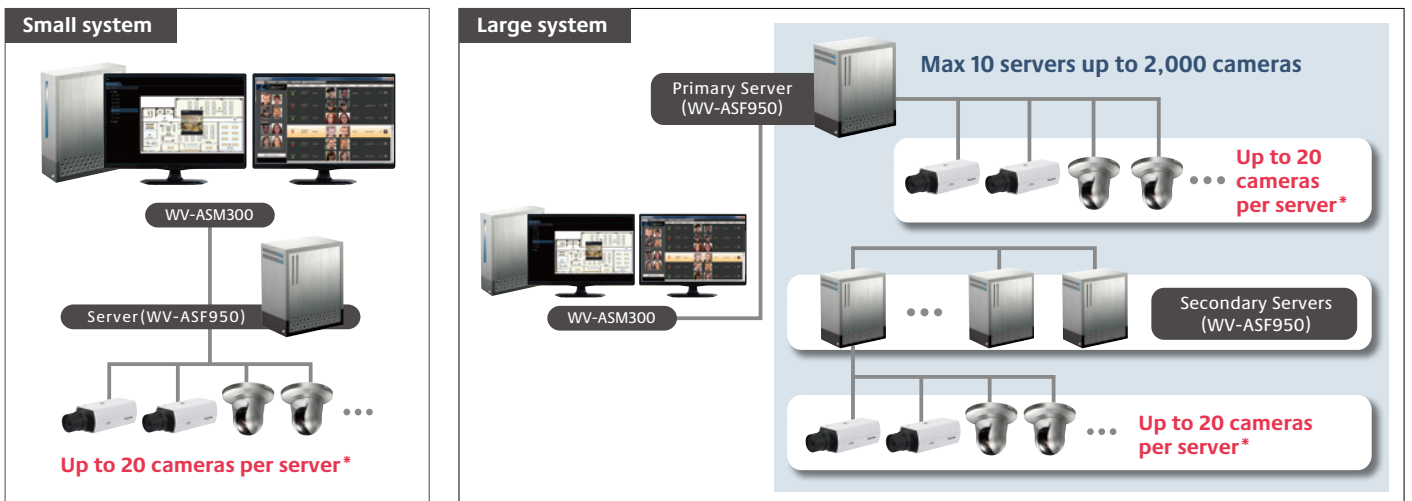 Small system
WV-ASM300
Server(WV-ASF950)
Up to 20 cameras per server*
Large system
Max 10 servers up to 2,000 cameras
Primary Server
(WV-ASF950)
Up to 20
cameras
per server*
WV-ASM300
Secondary Servers
(WV-ASF950)
Up to 20 cameras
per server*